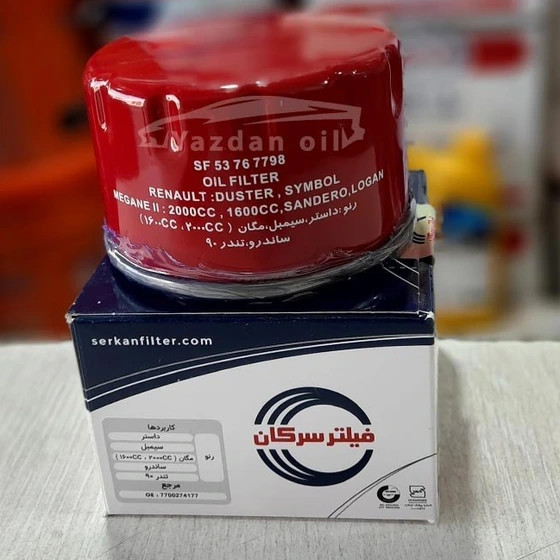 Yazdan oil
SF 53 76 7798
OIL FILTER
RENAULT :DUSTER , SYMBOL
MEGANE II : 2000CC , 1600CC,SANDERO,LOGAN
رنو:داستر،سیمبل،مگان ( ۲۰۰۰CC ، ۱۶۰۰CC )
ساندرو،تندر ۹۰
serkanfilter.com
فیلتر سرکان
کاربردها
رنو
داستر
سیمبل
مگان ( ۲۰۰۰CC ، ۱۶۰۰CC )
ساندرو
تندر ۹۰
مرجع
OE : 7700274177